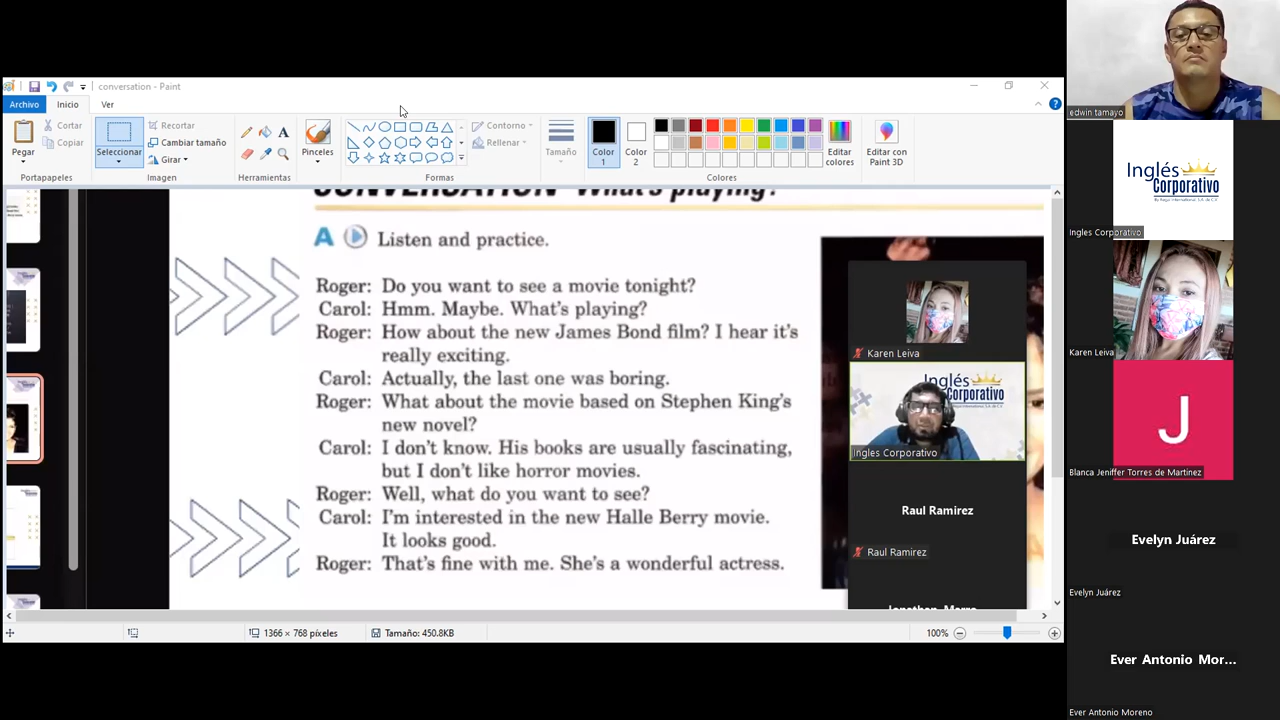 conversation - Paint
Archivo Inicio Ver
Pegar
Cortar
Copiar
Portapapeles
Seleccionar
Recortar
Cambiar tamaño
Girar
Imagen
A
Herramientas
Pinceles
Contorno
Rellenar
Formas
Tamaño
Color 1
Color 2
Editar colores
Colores
Editar con Paint 3D
CONVERSATION What's playing?
A Listen and practice.
Roger: Do you want to see a movie tonight?
Carol: Hmm. Maybe. What's playing?
Roger: How about the new James Bond film? I hear it's
really exciting.
Carol: Actually, the last one was boring.
Roger: What about the movie based on Stephen King's
new novel?
Carol: I don't know. His books are usually fascinating,
but I don't like horror movies.
Roger: Well, what do you want to see?
Carol: I'm interested in the new Halle Berry movie.
It looks good.
Roger: That's fine with me. She's a wonderful actress.
Karen Leiva
Inglés
Corporativo
Ingles Corporativo
Raul Ramirez
Raul Ramirez
1366 × 768 píxeles
Tamaño: 450.8KB
100%
edwin tamayo
Inglés
Corporativo
Ingles Corporativo
Karen Leiva
J
Blanca Jeniffer Torres de Martinez
Evelyn Juárez
Evelyn Juárez
Ever Antonio Mor...
Ever Antonio Moreno